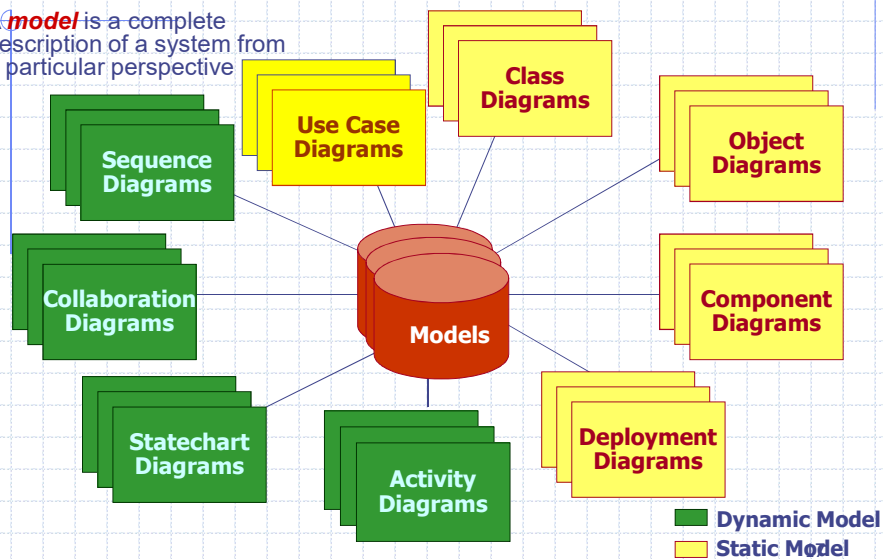 model is a complete
escription of a system from
particular perspective
Class
Diagrams
Use Case
Diagrams
Sequence
Diagrams
Object
Diagrams
Collaboration
Diagrams
Component
Diagrams
Models
Statechart
Diagrams
Activity
Diagrams
Deployment
Diagrams
Dynamic Model
Static Model